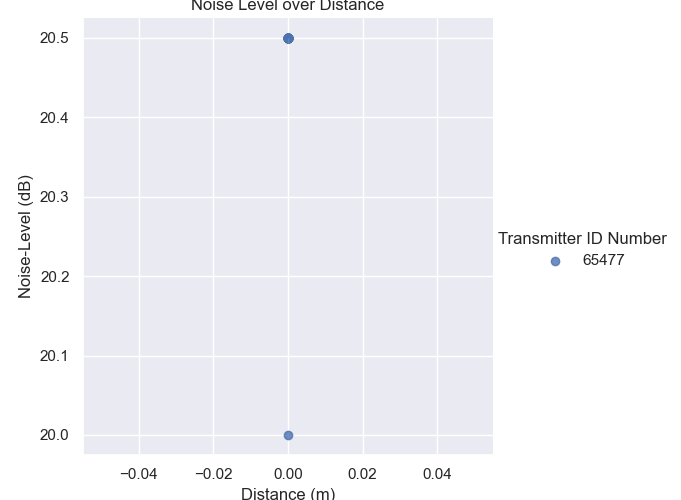 Noise Level over Distance
20.5
20.4
20.3
20.2
20.1
20.0
Noise-Level (dB)
−0.04 −0.02 0.00 0.02 0.04
Distance (m)
Transmitter ID Number
65477